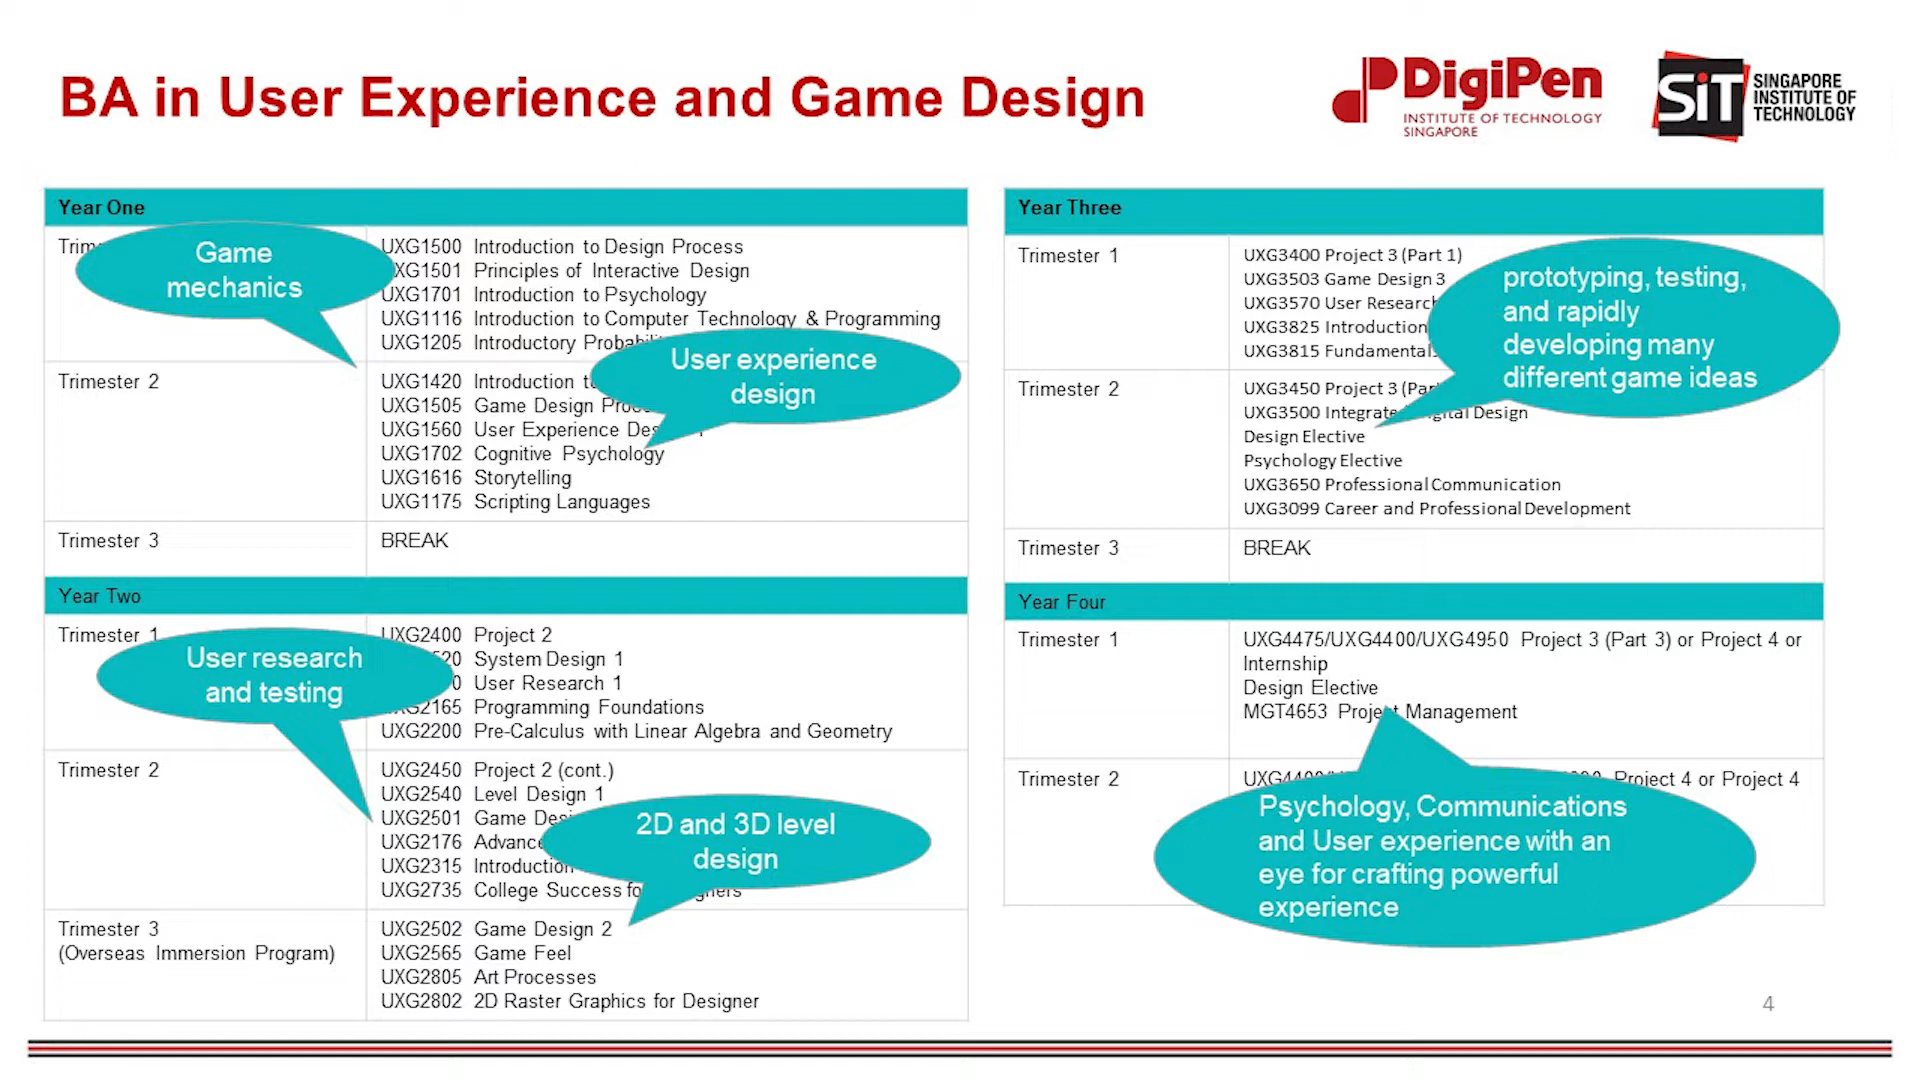 BA in User Experience and Game Design
DigiPen
INSTITUTE OF TECHNOLOGY
SINGAPORE
SiT
SINGAPORE
INSTITUTE OF
TECHNOLOGY
Year One
Game
mechanics
UXG1500 Introduction to Design Process
Principles of Interactive Design
UXG1701 Introduction to Psychology
UXG1116 Introduction to Computer Technology & Programming
UXG1205 Introductory
User experience
design
Trimester 2
UXG1420 Introduction
UXG1505 Game Design
UXG1560 User Experience
UXG1702 Cognitive Psychology
UXG1616 Storytelling
UXG1175 Scripting Languages
Trimester 3
BREAK
Year Two
Trimester 1
UXG2400 Project 2
System Design 1
User Research 1
UXG2165 Programming Foundations
UXG2200 Pre-Calculus with Linear Algebra and Geometry
User research
and testing
Trimester 2
UXG2450 Project 2 (cont.)
UXG2540 Level Design 1
UXG2501 Game
UXG2176
UXG2315 Introduction
UXG2735 College Success
2D and 3D level
design
Trimester 3
(Overseas Immersion Program)
UXG2502 Game Design 2
UXG2565 Game Feel
UXG2805 Art Processes
UXG2802 2D Raster Graphics for Designer
Year Three
Trimester 1
UXG3400 Project 3 (Part 1)
UXG3503 Game Design 3
UXG3570 User Research
UXG3825 Introduction
UXG3815
prototyping, testing,
and rapidly
developing many
different game ideas
Trimester 2
UXG3450 Project 3
UXG3500 Design
Design Elective
Psychology Elective
UXG3650 Professional Communication
UXG3099 Career and Professional Development
Trimester 3
BREAK
Year Four
Trimester 1
UXG4475/UXG4400/UXG4950 Project 3 (Part 3) or Project 4 or
Internship
Design Elective
MGT4653 Project Management
Trimester 2
Project 4 or Project 4
Psychology, Communications
and User experience with an
eye for crafting powerful
experience
4